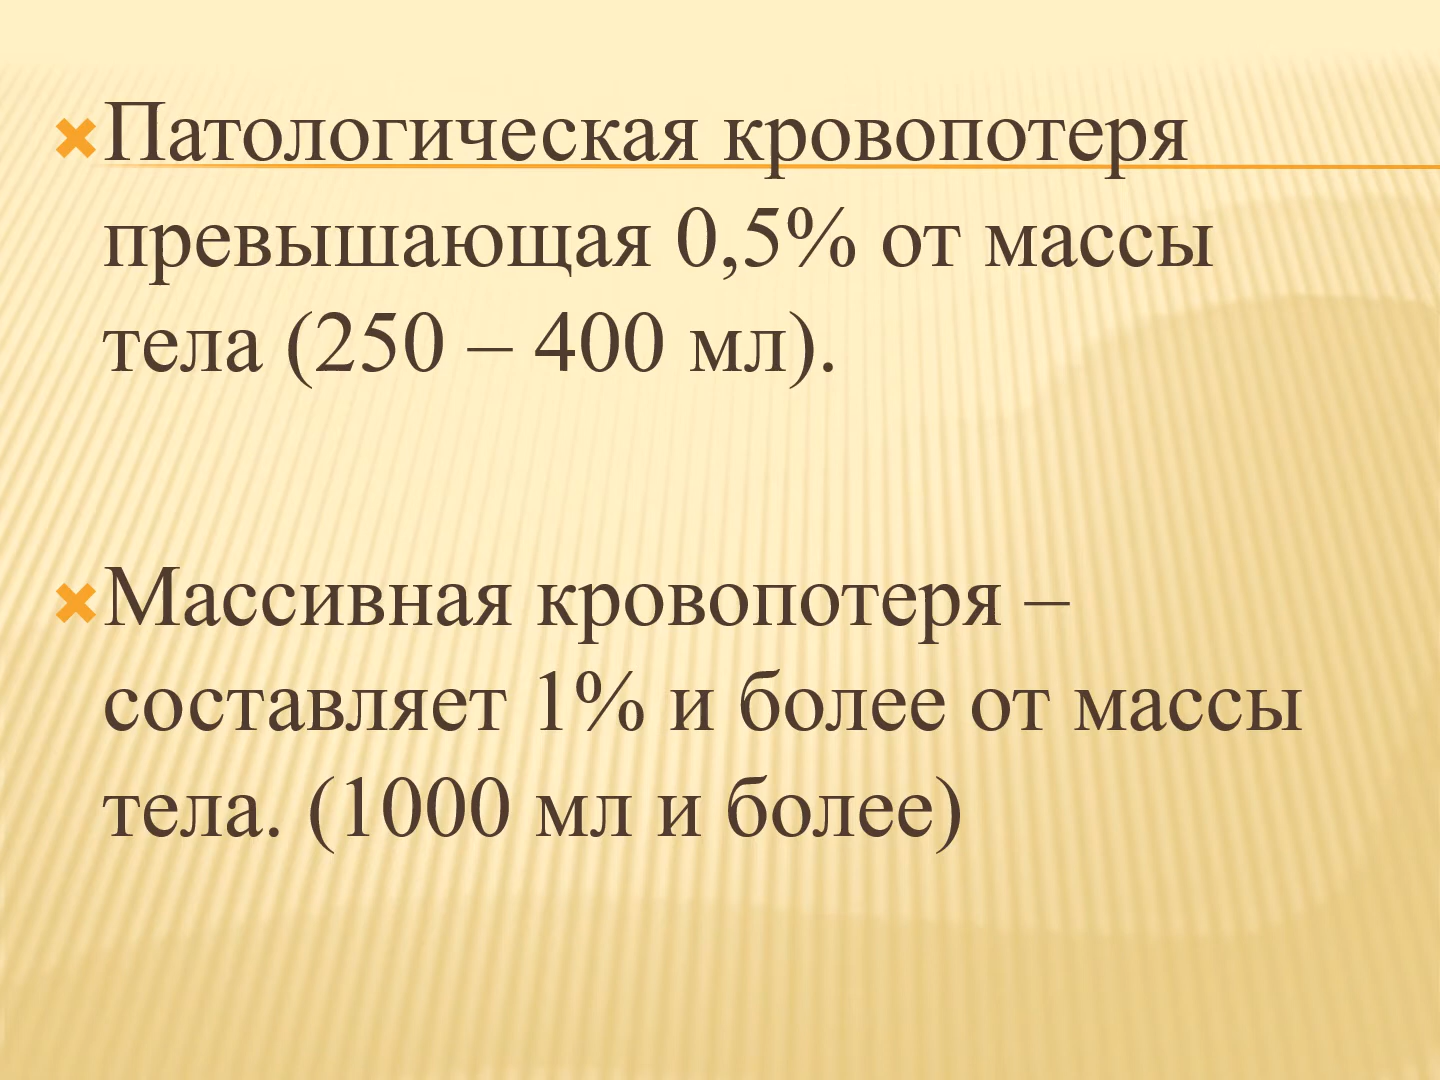 Патологическая кровопотеря
превышающая 0,5% от массы
тела (250 – 400 мл).
Массивная кровопотеря –
составляет 1% и более от массы
тела. (1000 мл и более)